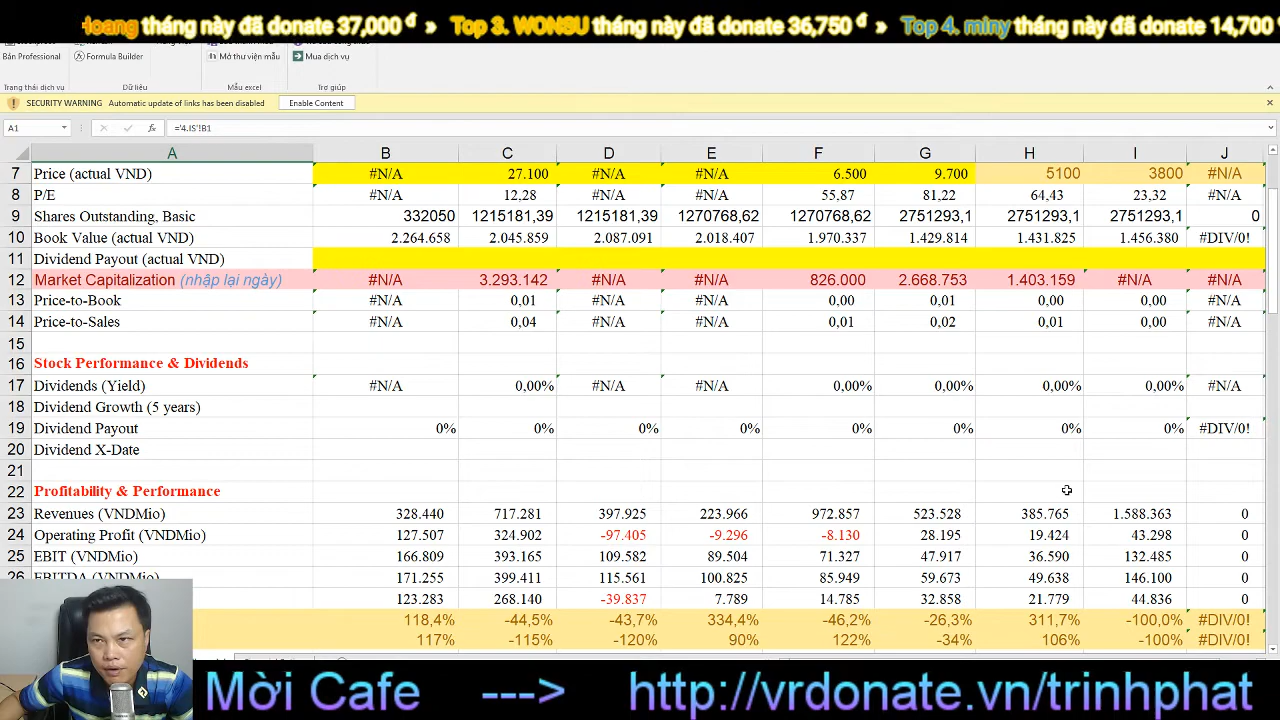 Hoang tháng này đã donate 37,000 đ » Top 3. WONSU tháng này đã donate 36,750 đ » Top 4. miny tháng này đã donate 14,700
Bán Professional Formula Builder Mở thư viện mẫu Mua dịch vụ
Trạng thái dịch vụ Dữ liệu Mẫu excel Trợ giúp
SECURITY WARNING Automatic update of links has been disabled Enable Content
A1 fx ='4.IS'!B1
A B C D E F G H I J
7 Price (actual VND) #N/A 27.100 #N/A #N/A 6.500 9.700 5100 3800 #N/A
8 P/E #N/A 12,28 #N/A #N/A 55,87 81,22 64,43 23,32 #N/A
9 Shares Outstanding, Basic 332050 1215181,39 1215181,39 1270768,62 1270768,62 2751293,1 2751293,1 2751293,1 0
10 Book Value (actual VND) 2.264.658 2.045.859 2.087.091 2.018.407 1.970.337 1.429.814 1.431.825 1.456.380 #DIV/0!
11 Dividend Payout (actual VND)
12 Market Capitalization (nhập lại ngày) #N/A 3.293.142 #N/A #N/A 826.000 2.668.753 1.403.159 #N/A #N/A
13 Price-to-Book #N/A 0,01 #N/A #N/A 0,00 0,01 0,00 0,00 #N/A
14 Price-to-Sales #N/A 0,04 #N/A #N/A 0,01 0,02 0,01 0,00 #N/A
15
16 Stock Performance & Dividends
17 Dividends (Yield) #N/A 0,00% #N/A #N/A 0,00% 0,00% 0,00% 0,00% #N/A
18 Dividend Growth (5 years)
19 Dividend Payout 0% 0% 0% 0% 0% 0% 0% 0% #DIV/0!
20 Dividend X-Date
21
22 Profitability & Performance
23 Revenues (VNDMio) 328.440 717.281 397.925 223.966 972.857 523.528 385.765 1.588.363 0
24 Operating Profit (VNDMio) 127.507 324.902 -97.405 -9.296 -8.130 28.195 19.424 43.298 0
25 EBIT (VNDMio) 166.809 393.165 109.582 89.504 71.327 47.917 36.590 132.485 0
26 EBITDA (VNDMio) 171.255 399.411 115.561 100.825 85.949 59.673 49.638 146.100 0
123.283 268.140 -39.837 7.789 14.785 32.858 21.779 44.836 0
118,4% -44,5% -43,7% 334,4% -46,2% -26,3% 311,7% -100,0% #DIV/0!
117% -115% -120% 90% 122% -34% 106% -100% #DIV/0!
Mời Cafe ---> http://vrdonate.vn/trinhphat